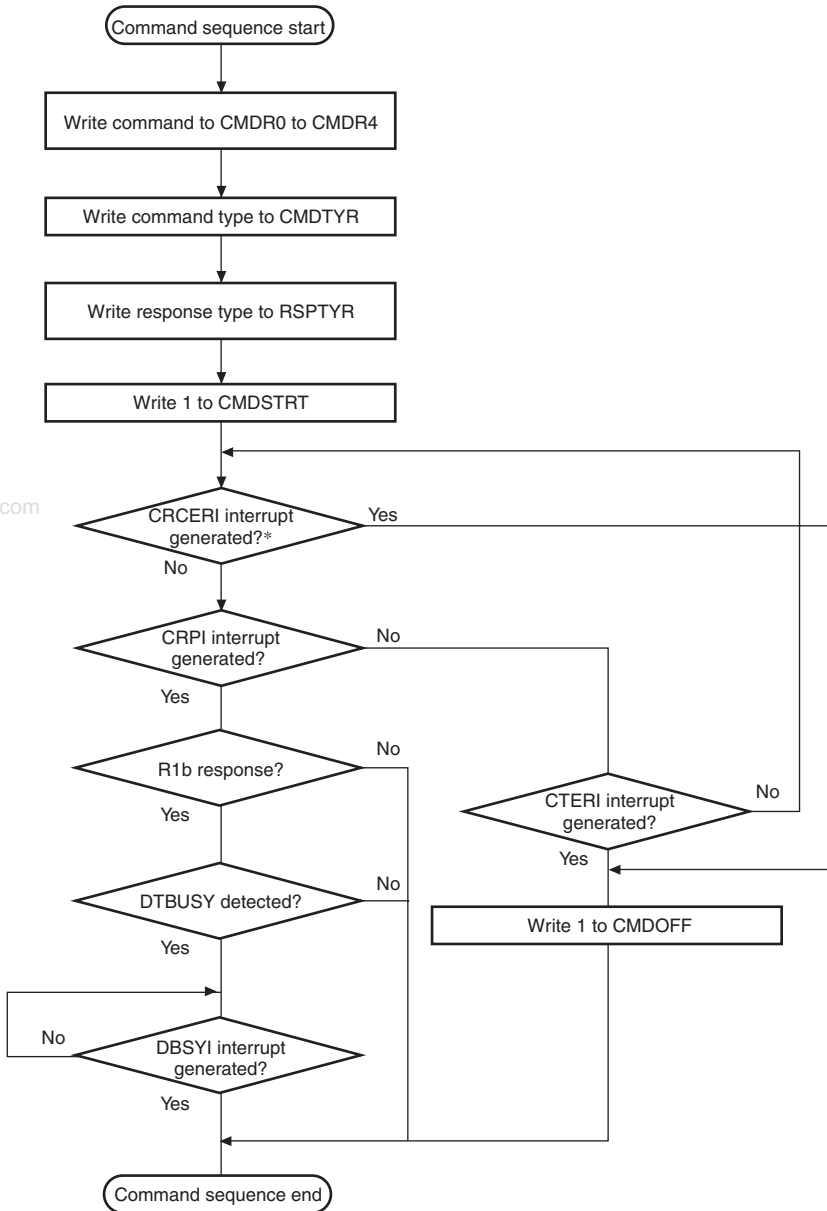 Command sequence start
Write command to CMDR0 to CMDR4
Write command type to CMDTYR
Write response type to RSPTYR
Write 1 to CMDSTRT
com
CRCERI interrupt
generated?*
Yes
No
CRPI interrupt
generated?
No
Yes
R1b response?
No
Yes
CTERI interrupt
generated?
No
Yes
DTBUSY detected?
No
Yes
Write 1 to CMDOFF
DBSYI interrupt
generated?
No
Yes
Command sequence end